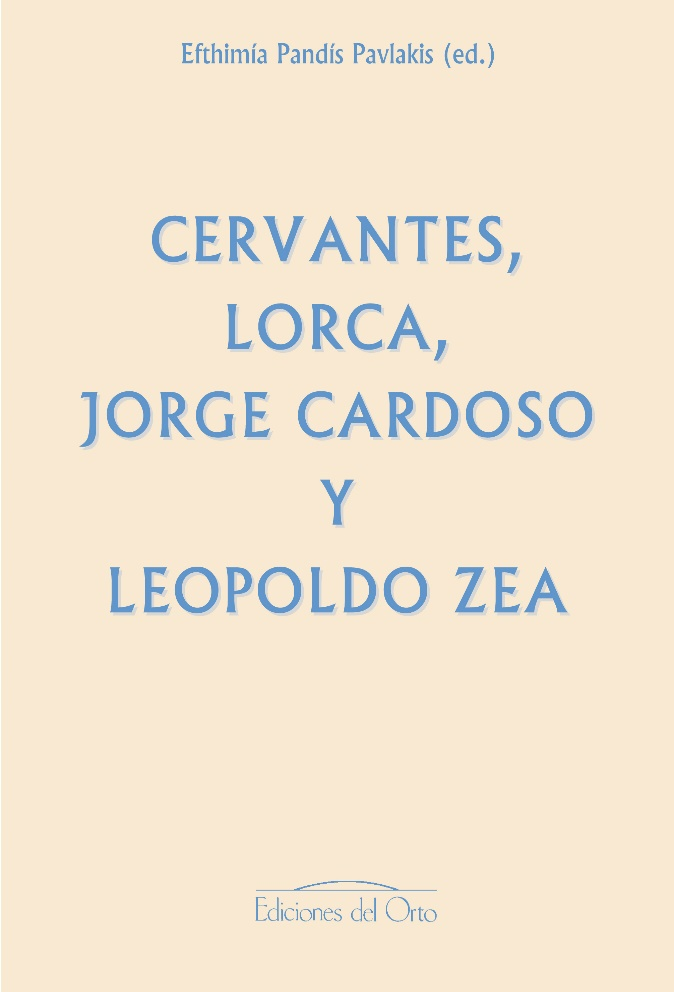 Efthimía Pandís Pavlakis (ed.)
CERVANTES,
LORCA,
JORGE CARDOSO
Y
LEOPOLDO ZEA
Ediciones del Orto